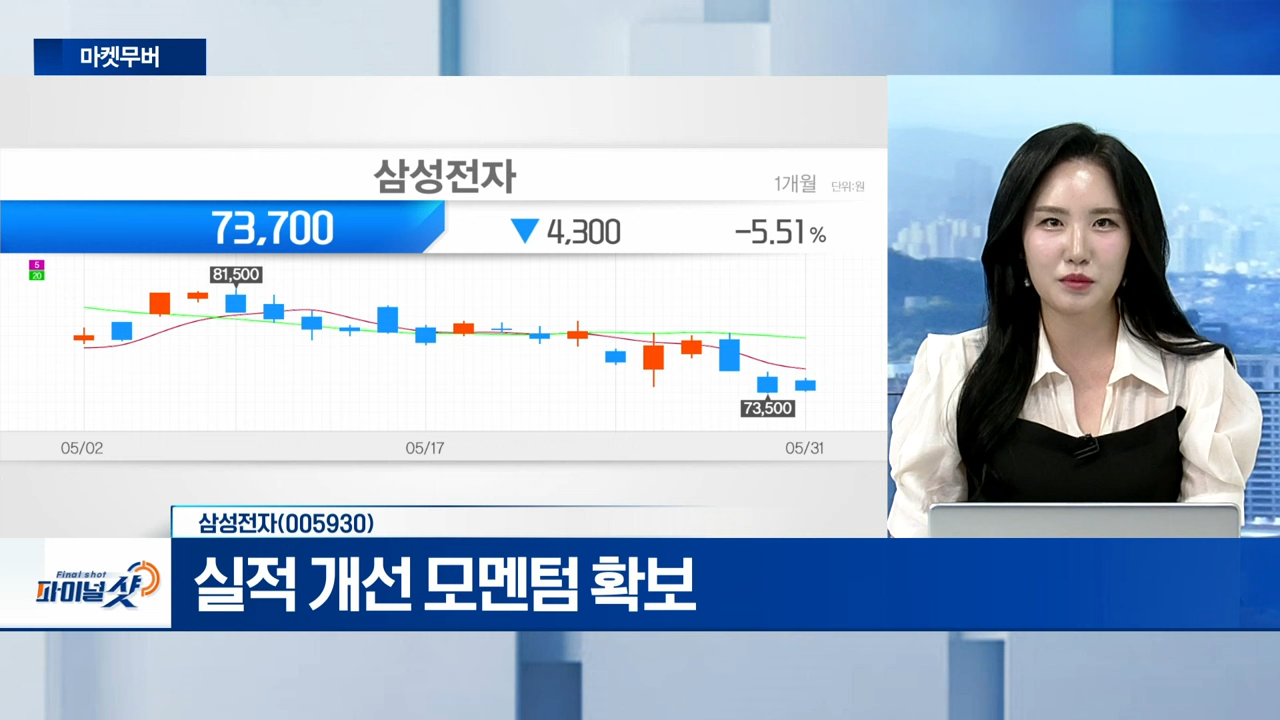 마켓무버
삼성전자
1개월 단위:원
73,700 ▼4,300 -5.51%
5
20
81,500
73,500
05/02 05/17 05/31
삼성전자(005930)
Final shot
파이널샷
실적 개선 모멘텀 확보